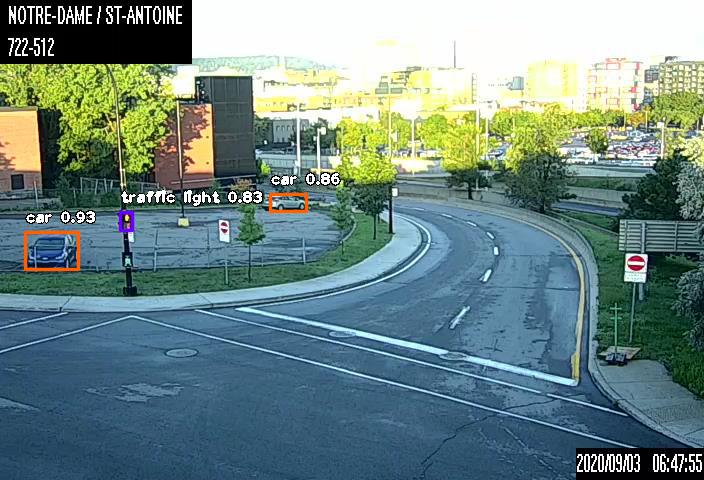 NOTRE-DAME / ST-ANTOINE
722-512
car 0.86
traffic light 0.83
car 0.93
2020/09/03 06:47:55